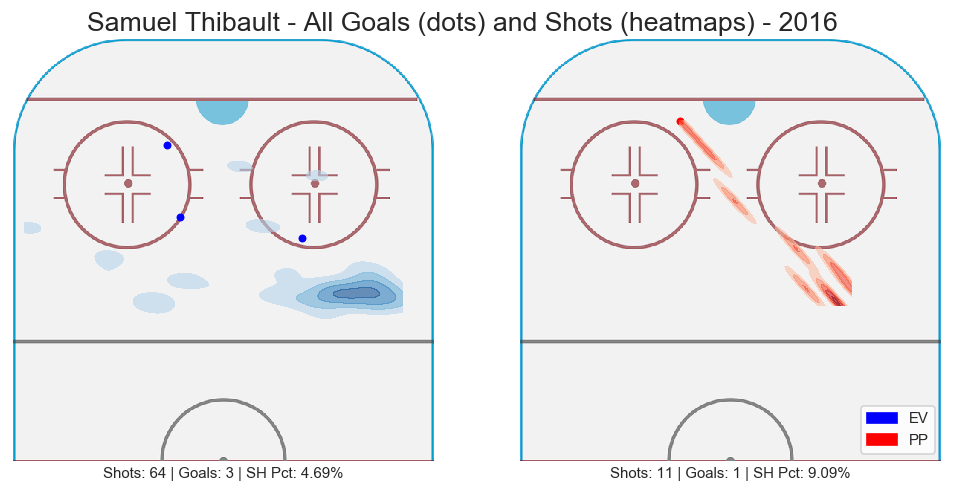 Samuel Thibault - All Goals (dots) and Shots (heatmaps) - 2016
EV
PP
Shots: 64 | Goals: 3 | SH Pct: 4.69%
Shots: 11 | Goals: 1 | SH Pct: 9.09%